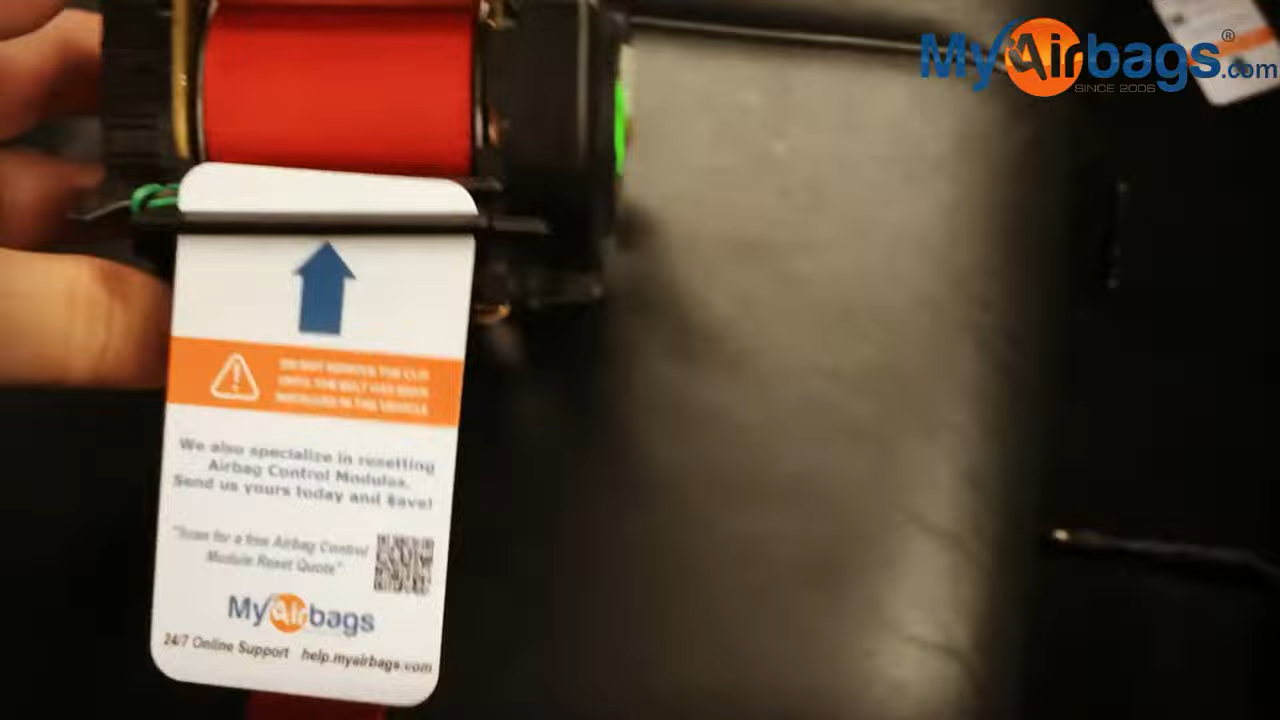 MyAirbags®.com
SINCE 2006
DO NOT REMOVE THE CLIP
UNTIL THE BELT HAS BEEN
INSTALLED IN THE VEHICLE
We also specialize in resetting
Airbag Control Modules.
Send us yours today and $ave!
"Scan for a free Airbag Control
Module Reset Quote"
MyAirbags
24/7 Online Support help.myairbags.com